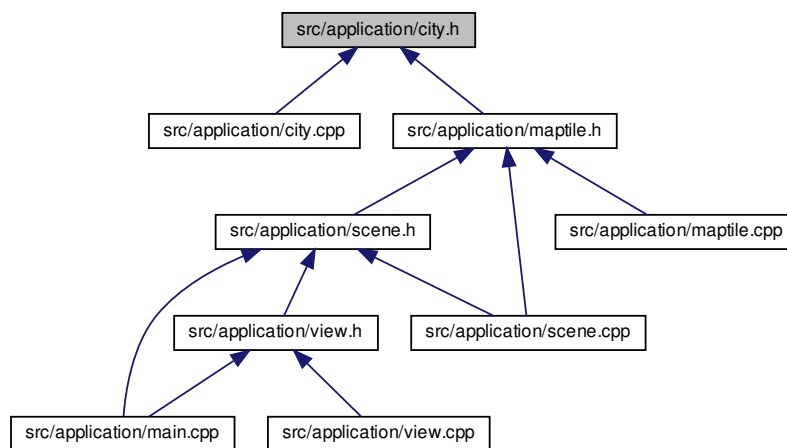 src/application/city.h
src/application/city.cpp
src/application/maptile.h
src/application/scene.h
src/application/maptile.cpp
src/application/view.h
src/application/scene.cpp
src/application/main.cpp
src/application/view.cpp